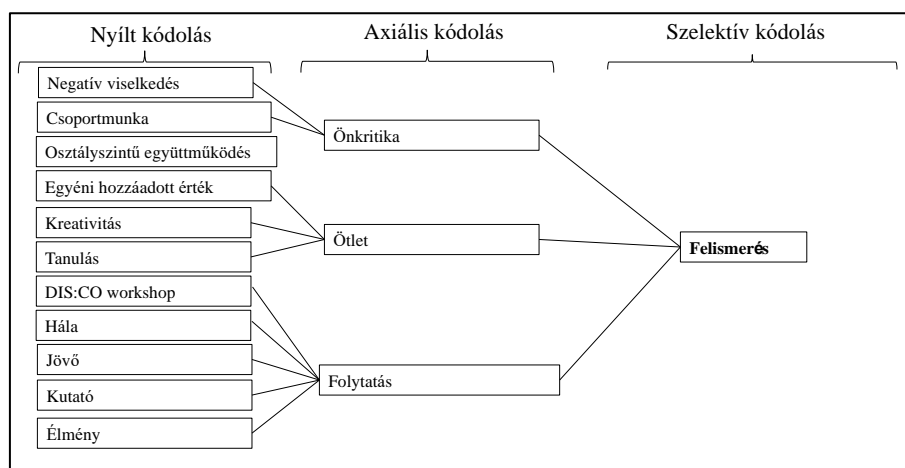 Nyílt kódolás
Axiális kódolás
Szelektív kódolás
Negatív viselkedés
Csoportmunka
Osztályszintű együttműködés
Egyéni hozzáadott érték
Kreativitás
Tanulás
DIS:CO workshop
Hála
Jövő
Kutató
Élmény
Önkritika
Ötlet
Folytatás
Felismerés